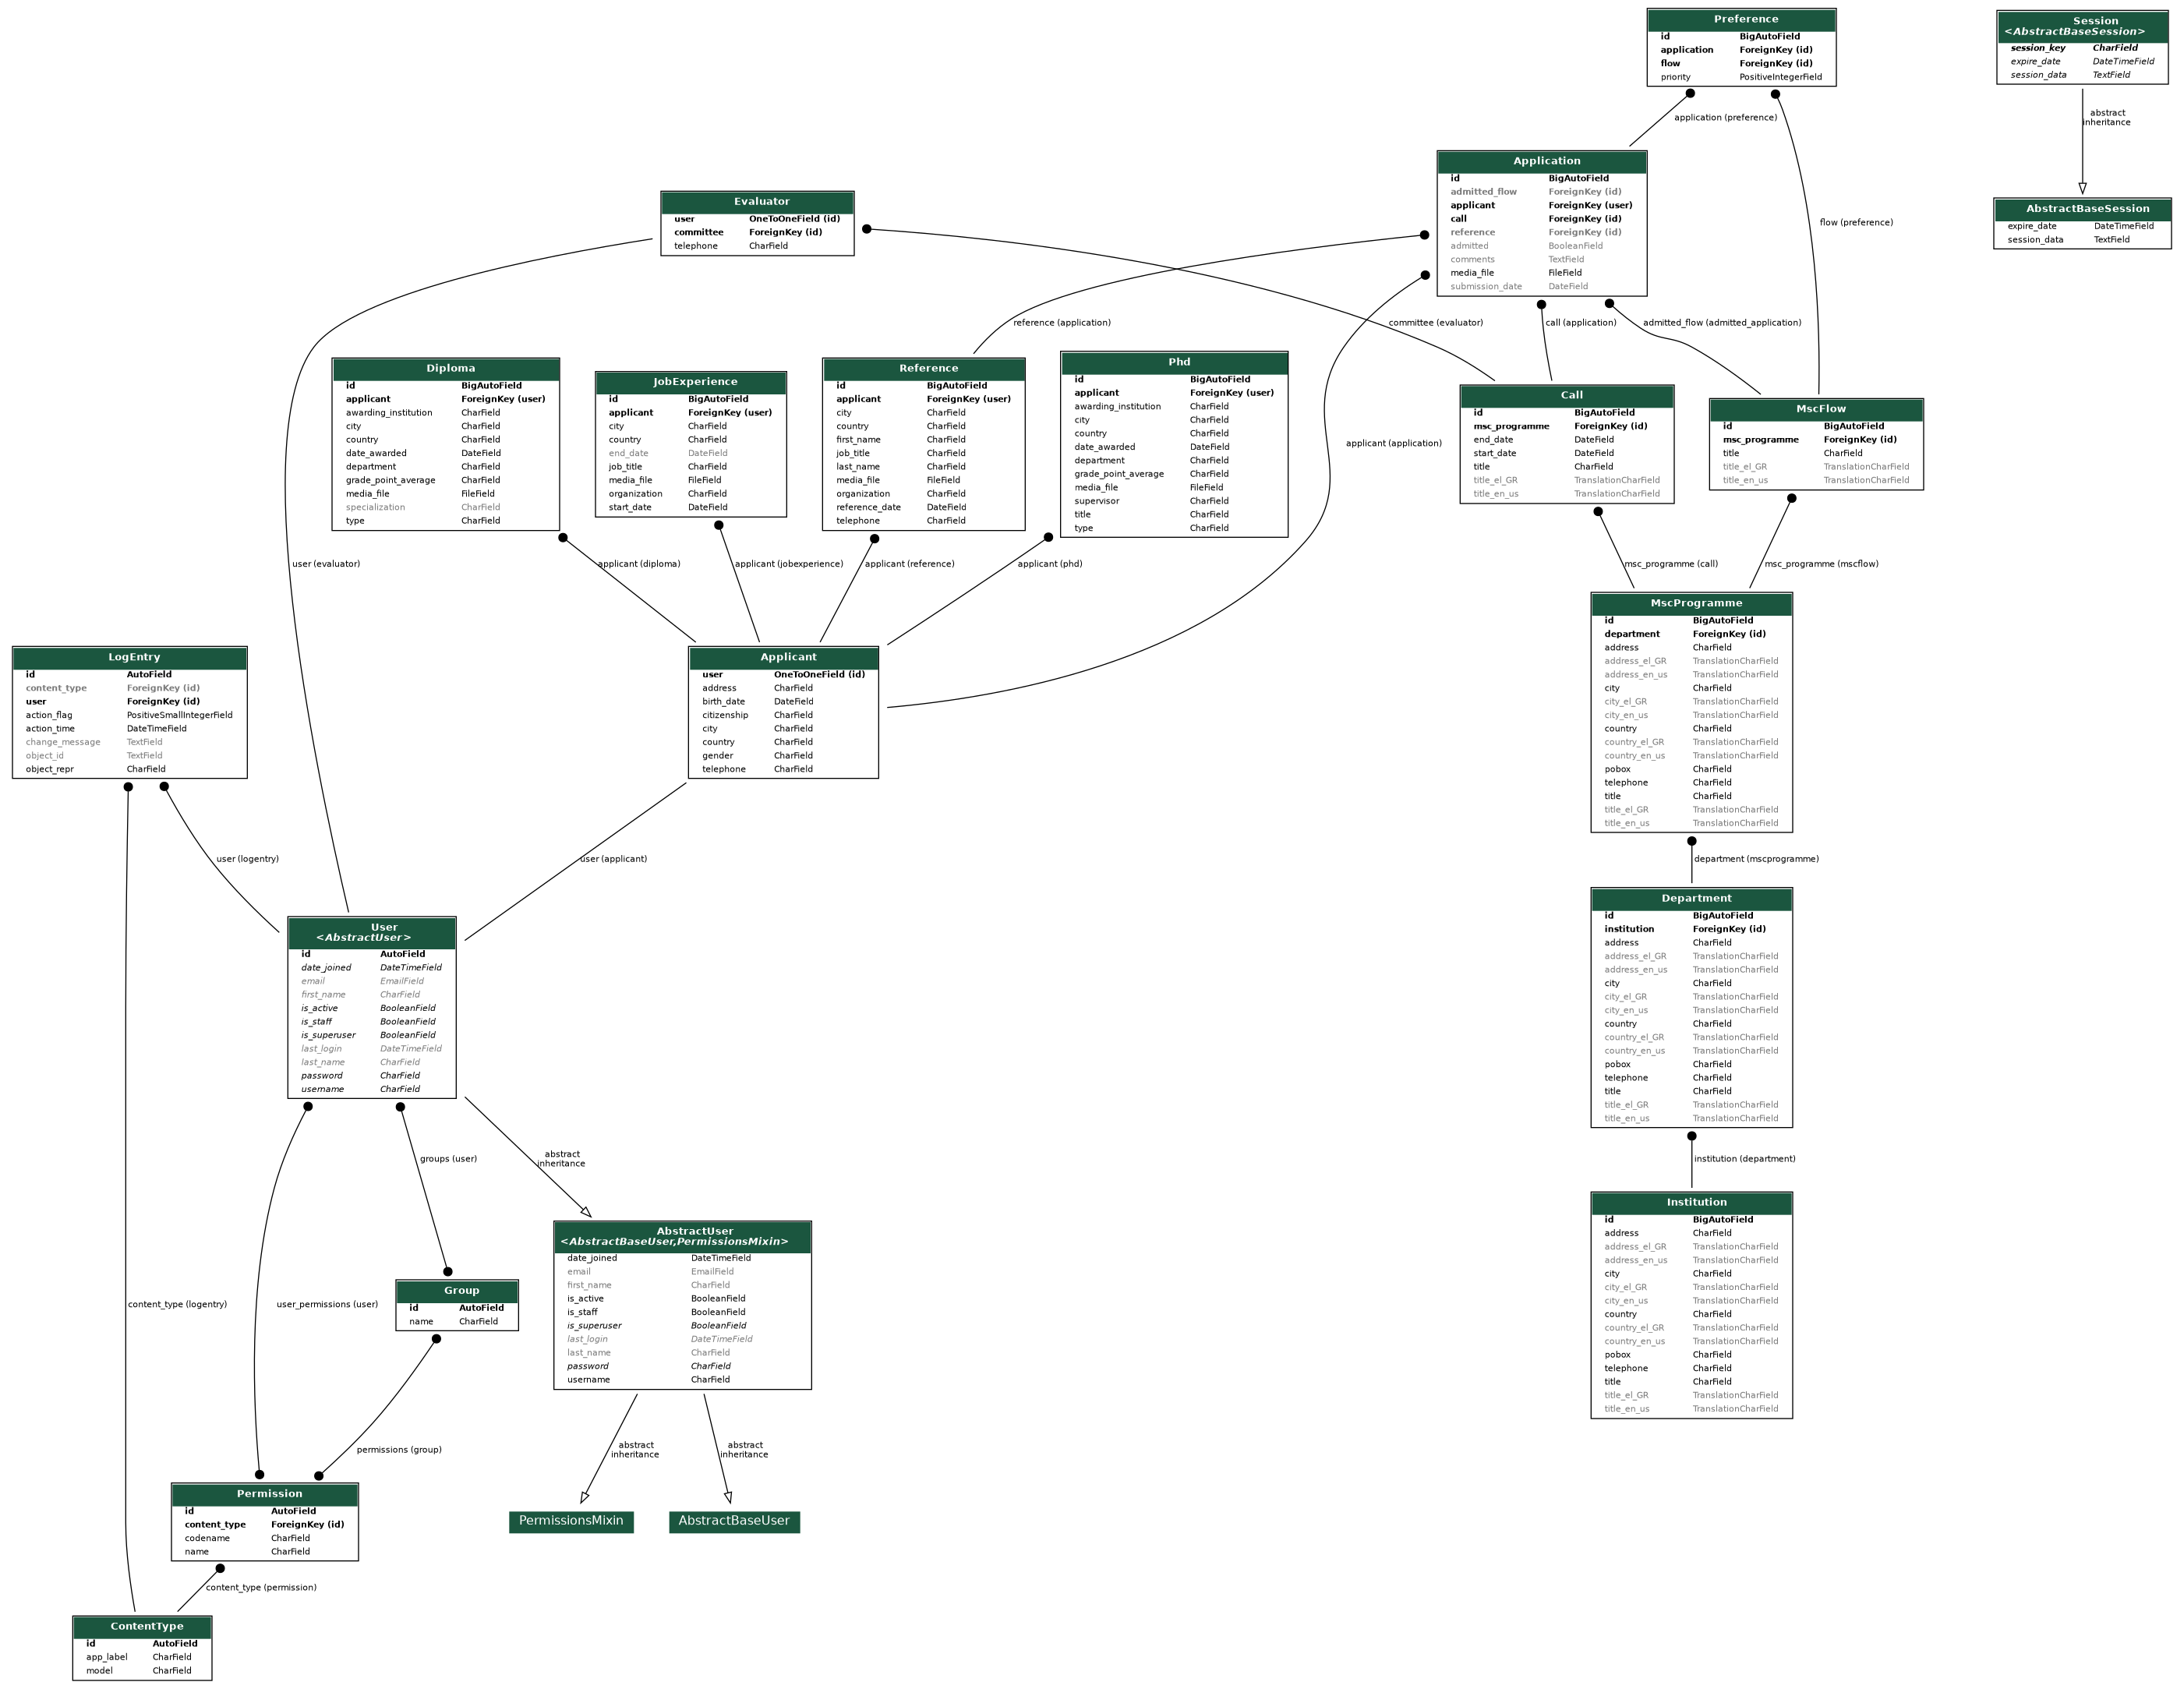 Preference
id BigAutoField
application ForeignKey (id)
flow ForeignKey (id)
priority PositiveIntegerField
Session
<AbstractBaseSession>
session_key CharField
expire_date DateTimeField
session_data TextField
application (preference)
abstract
inheritance
flow (preference)
Application
id BigAutoField
admitted_flow ForeignKey (id)
applicant ForeignKey (user)
call ForeignKey (id)
reference ForeignKey (id)
admitted BooleanField
comments TextField
media_file FileField
submission_date DateField
Evaluator
user OneToOneField (id)
committee ForeignKey (id)
telephone CharField
AbstractBaseSession
expire_date DateTimeField
session_data TextField
reference (application)
committee (evaluator)
call (application)
admitted_flow (admitted_application)
Diploma
id BigAutoField
applicant ForeignKey (user)
awarding_institution CharField
city CharField
country CharField
date_awarded DateField
department CharField
grade_point_average CharField
media_file FileField
specialization CharField
type CharField
JobExperience
id BigAutoField
applicant ForeignKey (user)
city CharField
country CharField
end_date DateField
job_title CharField
media_file FileField
organization CharField
start_date DateField
Reference
id BigAutoField
applicant ForeignKey (user)
city CharField
country CharField
first_name CharField
job_title CharField
last_name CharField
media_file FileField
organization CharField
reference_date DateField
telephone CharField
Phd
id BigAutoField
applicant ForeignKey (user)
awarding_institution CharField
city CharField
country CharField
date_awarded DateField
department CharField
grade_point_average CharField
media_file FileField
supervisor CharField
title CharField
type CharField
applicant (application)
Call
id BigAutoField
msc_programme ForeignKey (id)
end_date DateField
start_date DateField
title CharField
title_el_GR TranslationCharField
title_en_us TranslationCharField
MscFlow
id BigAutoField
msc_programme ForeignKey (id)
title CharField
title_el_GR TranslationCharField
title_en_us TranslationCharField
user (evaluator)
applicant (diploma)
applicant (jobexperience)
applicant (reference)
applicant (phd)
msc_programme (call)
msc_programme (mscflow)
LogEntry
id AutoField
content_type ForeignKey (id)
user ForeignKey (id)
action_flag PositiveSmallIntegerField
action_time DateTimeField
change_message TextField
object_id TextField
object_repr CharField
Applicant
user OneToOneField (id)
address CharField
birth_date DateField
citizenship CharField
city CharField
country CharField
gender CharField
telephone CharField
MscProgramme
id BigAutoField
department ForeignKey (id)
address CharField
address_el_GR TranslationCharField
address_en_us TranslationCharField
city CharField
city_el_GR TranslationCharField
city_en_us TranslationCharField
country CharField
country_el_GR TranslationCharField
country_en_us TranslationCharField
pobox CharField
telephone CharField
title CharField
title_el_GR TranslationCharField
title_en_us TranslationCharField
user (logentry)
user (applicant)
department (mscprogramme)
User
<AbstractUser>
id AutoField
date_joined DateTimeField
email EmailField
first_name CharField
is_active BooleanField
is_staff BooleanField
is_superuser BooleanField
last_login DateTimeField
last_name CharField
password CharField
username CharField
Department
id BigAutoField
institution ForeignKey (id)
address CharField
address_el_GR TranslationCharField
address_en_us TranslationCharField
city CharField
city_el_GR TranslationCharField
city_en_us TranslationCharField
country CharField
country_el_GR TranslationCharField
country_en_us TranslationCharField
pobox CharField
telephone CharField
title CharField
title_el_GR TranslationCharField
title_en_us TranslationCharField
groups (user)
abstract
inheritance
institution (department)
content_type (logentry)
user_permissions (user)
Group
id AutoField
name CharField
AbstractUser
<AbstractBaseUser,PermissionsMixin>
date_joined DateTimeField
email EmailField
first_name CharField
is_active BooleanField
is_staff BooleanField
is_superuser BooleanField
last_login DateTimeField
last_name CharField
password CharField
username CharField
Institution
id BigAutoField
address CharField
address_el_GR TranslationCharField
address_en_us TranslationCharField
city CharField
city_el_GR TranslationCharField
city_en_us TranslationCharField
country CharField
country_el_GR TranslationCharField
country_en_us TranslationCharField
pobox CharField
telephone CharField
title CharField
title_el_GR TranslationCharField
title_en_us TranslationCharField
permissions (group)
abstract
inheritance
abstract
inheritance
Permission
id AutoField
content_type ForeignKey (id)
codename CharField
name CharField
PermissionsMixin
AbstractBaseUser
content_type (permission)
ContentType
id AutoField
app_label CharField
model CharField